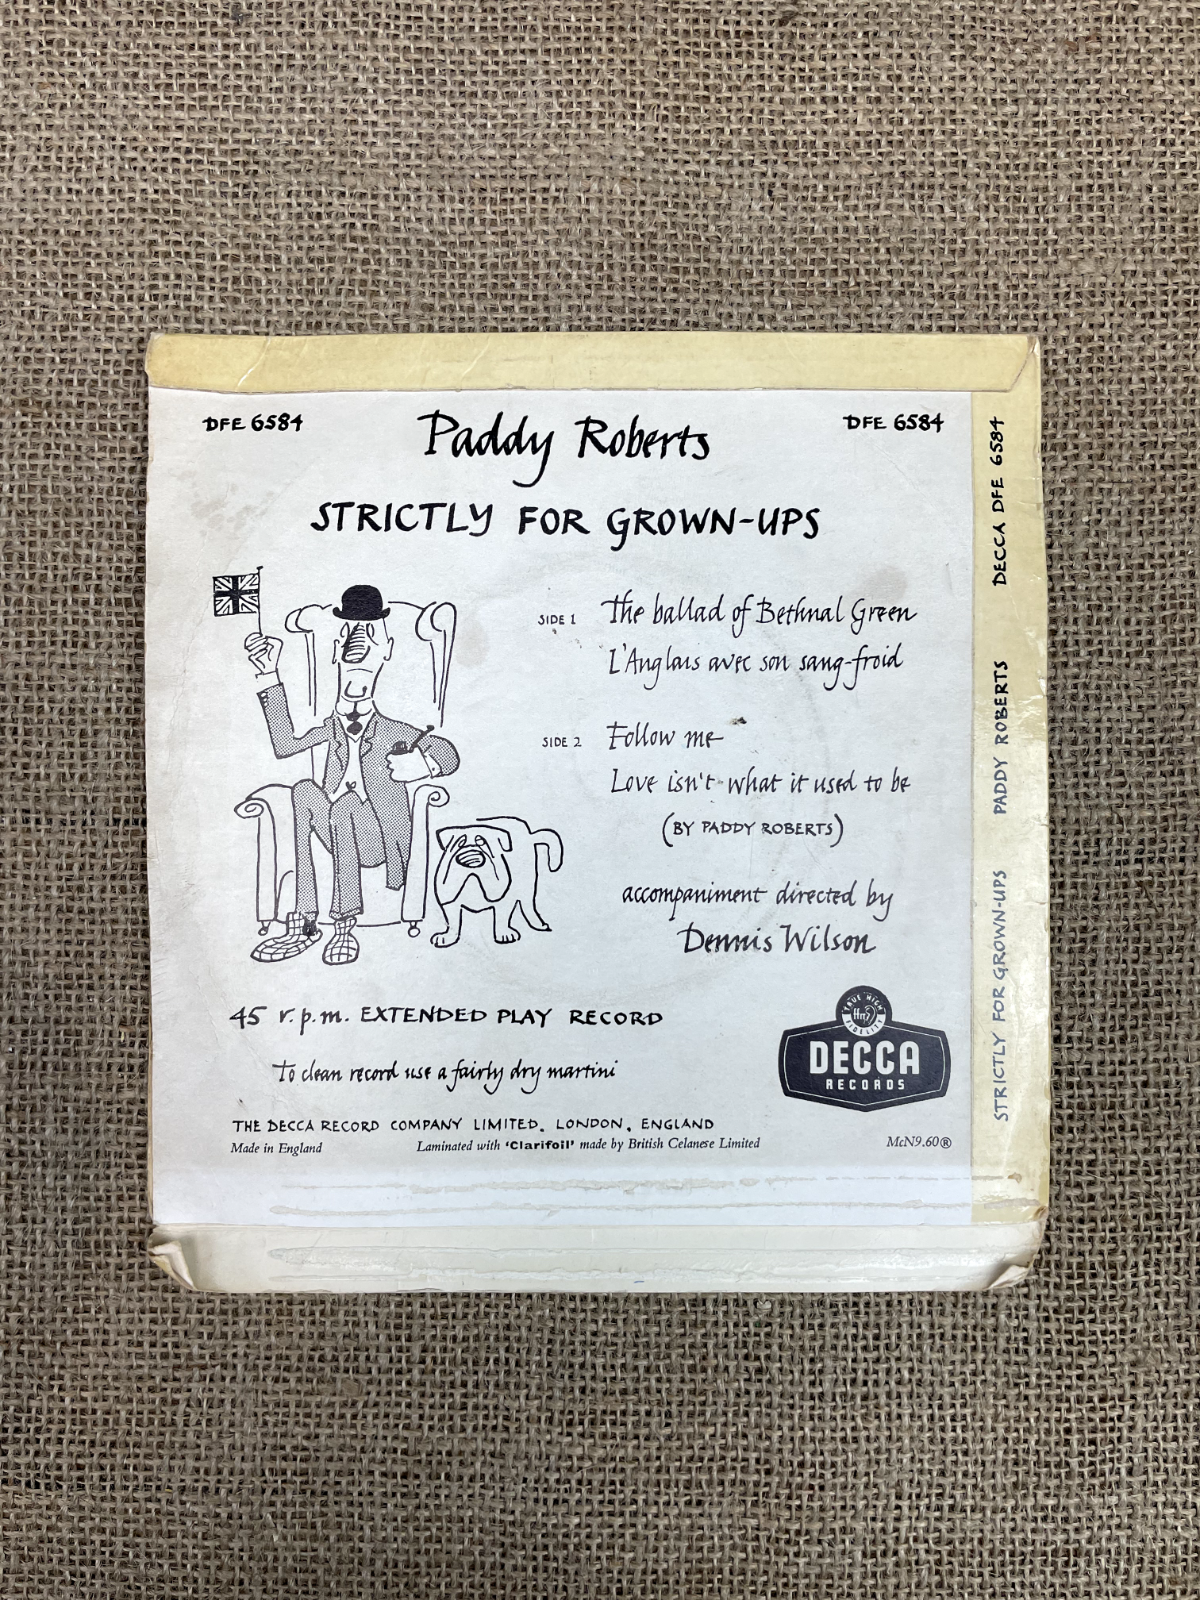 DFE 6584
Paddy Roberts
DFE 6584
STRICTLY FOR GROWN-UPS
SIDE 1 The ballad of Bethnal Green
L'Anglais avec son sang-froid
SIDE 2 Follow me
Love isn't what it used to be
(BY PADDY ROBERTS)
accompaniment directed by
Dennis Wilson
45 r.p.m. EXTENDED PLAY RECORD
To clean record use a fairly dry martini
TRUE HIGH FIDELITY
ffrr
DECCA
RECORDS
THE DECCA RECORD COMPANY LIMITED. LONDON, ENGLAND
Made in England Laminated with 'Clarifoil' made by British Celanese Limited McN9.60®
STRICTLY FOR GROWN-UPS PADDY ROBERTS DECCA DFE 6584